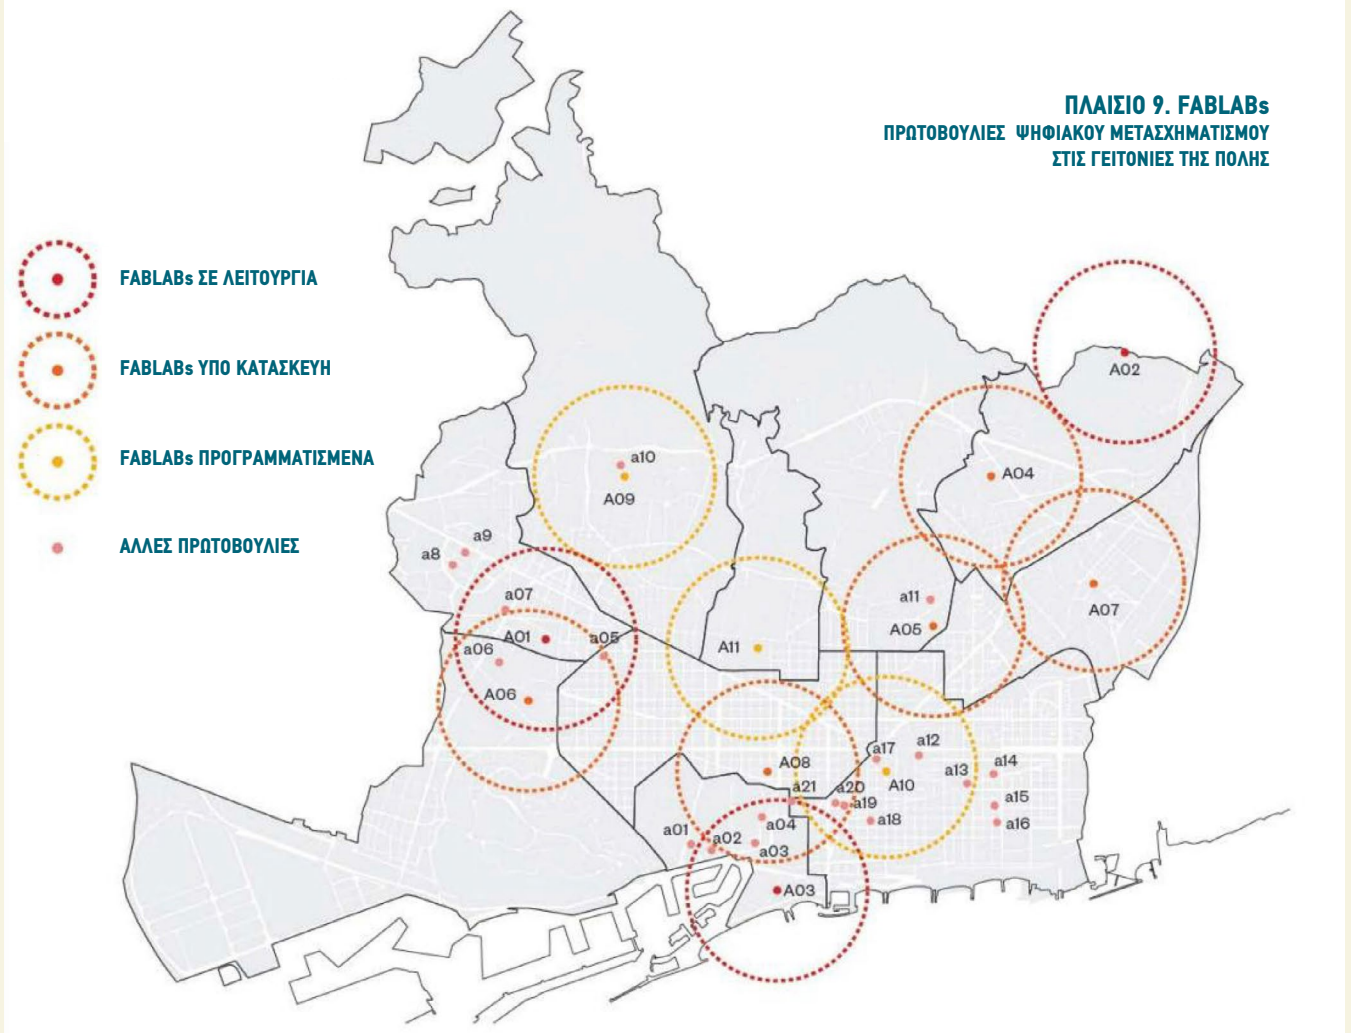 ΠΛΑΙΣΙΟ 9. FABLABs
ΠΡΩΤΟΒΟΥΛΙΕΣ ΨΗΦΙΑΚΟΥ ΜΕΤΑΣΧΗΜΑΤΙΣΜΟΥ
ΣΤΙΣ ΓΕΙΤΟΝΙΕΣ ΤΗΣ ΠΟΛΗΣ
FABLABs ΣΕ ΛΕΙΤΟΥΡΓΙΑ
FABLABs ΥΠΟ ΚΑΤΑΣΚΕΥΗ
FABLABs ΠΡΟΓΡΑΜΜΑΤΙΣΜΕΝΑ
ΑΛΛΕΣ ΠΡΩΤΟΒΟΥΛΙΕΣ
A02
a10
A09
A04
a9
a8
a07
A07
a11
A05
A01
a05
a06
A11
A06
a17
a12
A08
a14
a13
A10
a21
a20
a19
a15
a18
a16
a04
a01
a02
a03
A03